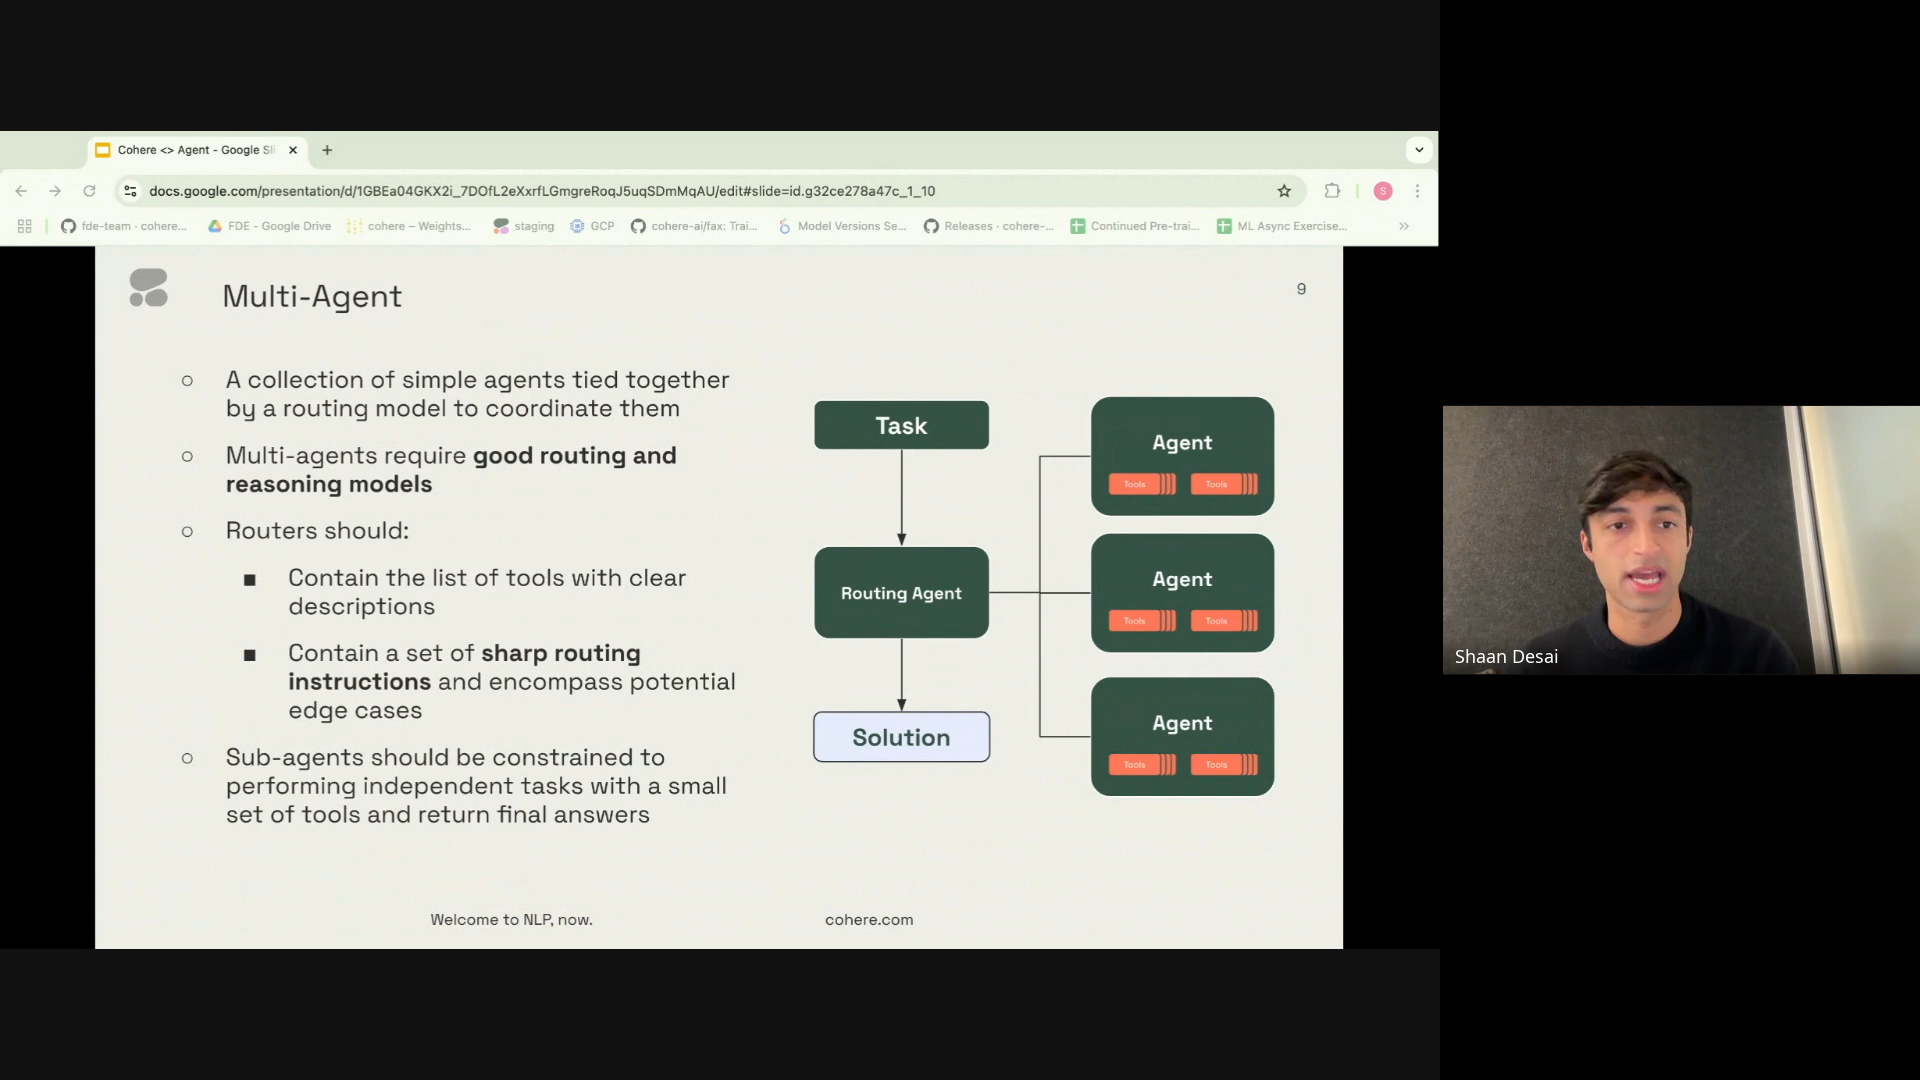 Cohere <> Agent - Google Sli
docs.google.com/presentation/d/1GBEa04GKX2i_7DOfL2eXxrfLGmgreRoqJ5uqSDmMqAU/edit#slide=id.g32ce278a47c_1_10
S
fde-team · cohere...
FDE - Google Drive
cohere – Weights...
staging
GCP
cohere-ai/fax: Trai...
Model Versions Se...
Releases · cohere-...
Continued Pre-trai...
ML Async Exercise...
Multi-Agent
9
○ A collection of simple agents tied together
by a routing model to coordinate them
○ Multi-agents require good routing and
reasoning models
○ Routers should:
■ Contain the list of tools with clear
descriptions
■ Contain a set of sharp routing
instructions and encompass potential
edge cases
○ Sub-agents should be constrained to
performing independent tasks with a small
set of tools and return final answers
Task
Routing Agent
Solution
Agent
Tools Tools
Agent
Tools Tools
Agent
Tools Tools
Welcome to NLP, now.
cohere.com
Shaan Desai